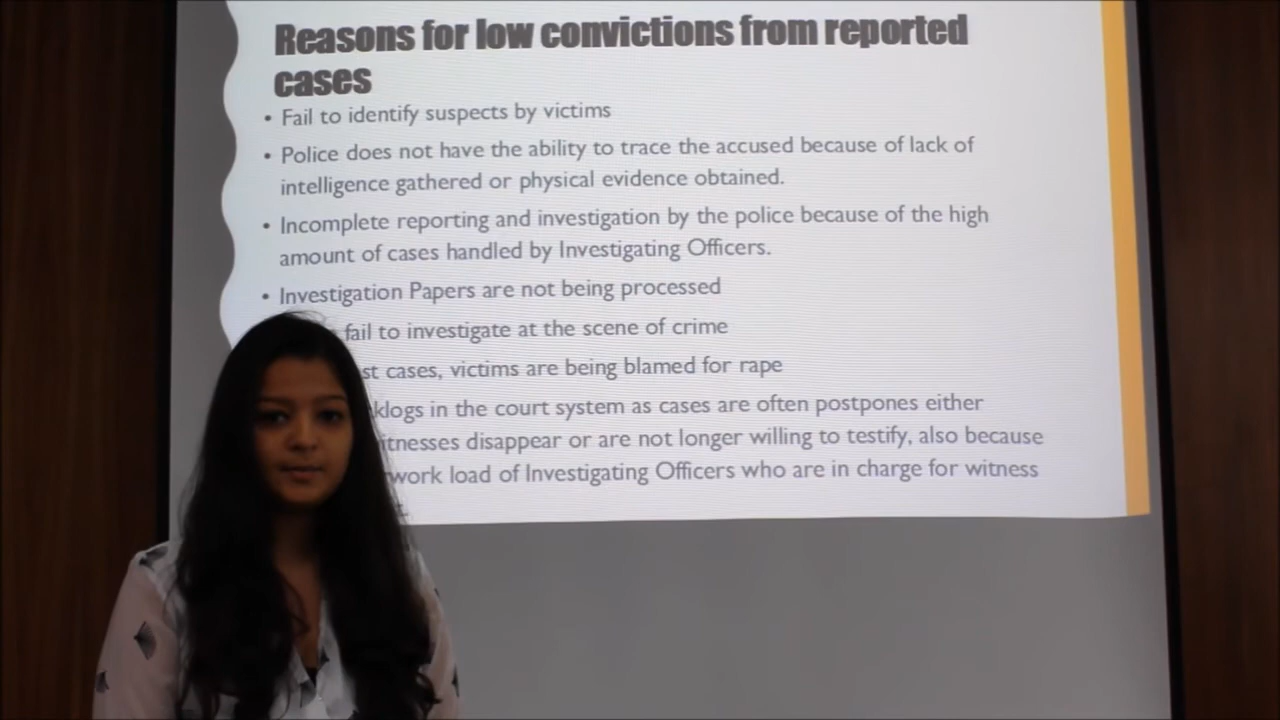 Reasons for low convictions from reported
cases
• Fail to identify suspects by victims
• Police does not have the ability to trace the accused because of lack of
intelligence gathered or physical evidence obtained.
• Incomplete reporting and investigation by the police because of the high
amount of cases handled by Investigating Officers.
• Investigation Papers are not being processed
fail to investigate at the scene of crime
cases, victims are being blamed for rape
in the court system as cases are often postpones either
disappear or are not longer willing to testify, also because
work load of Investigating Officers who are in charge for witness